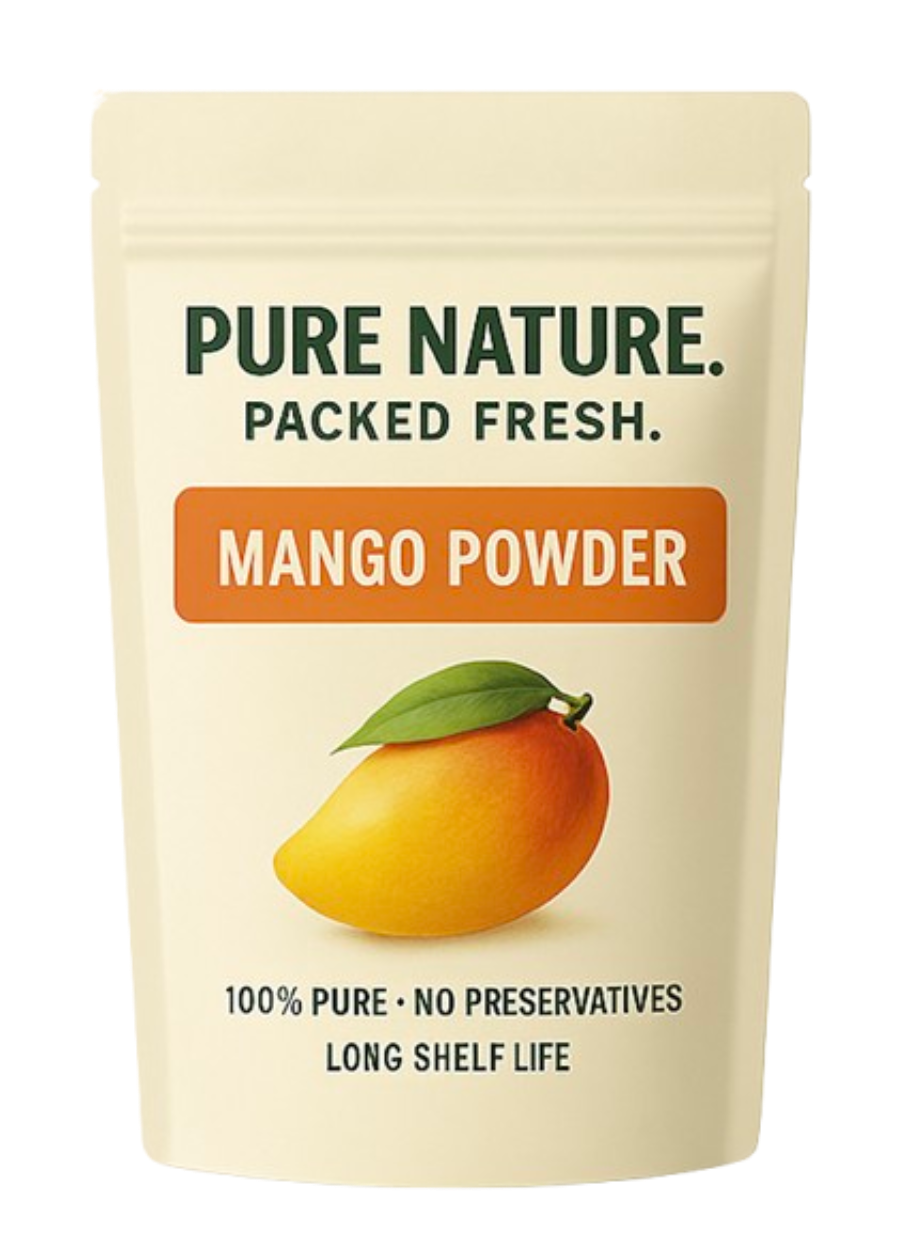 PURE NATURE.
PACKED FRESH.
MANGO POWDER
100% PURE • NO PRESERVATIVES
LONG SHELF LIFE